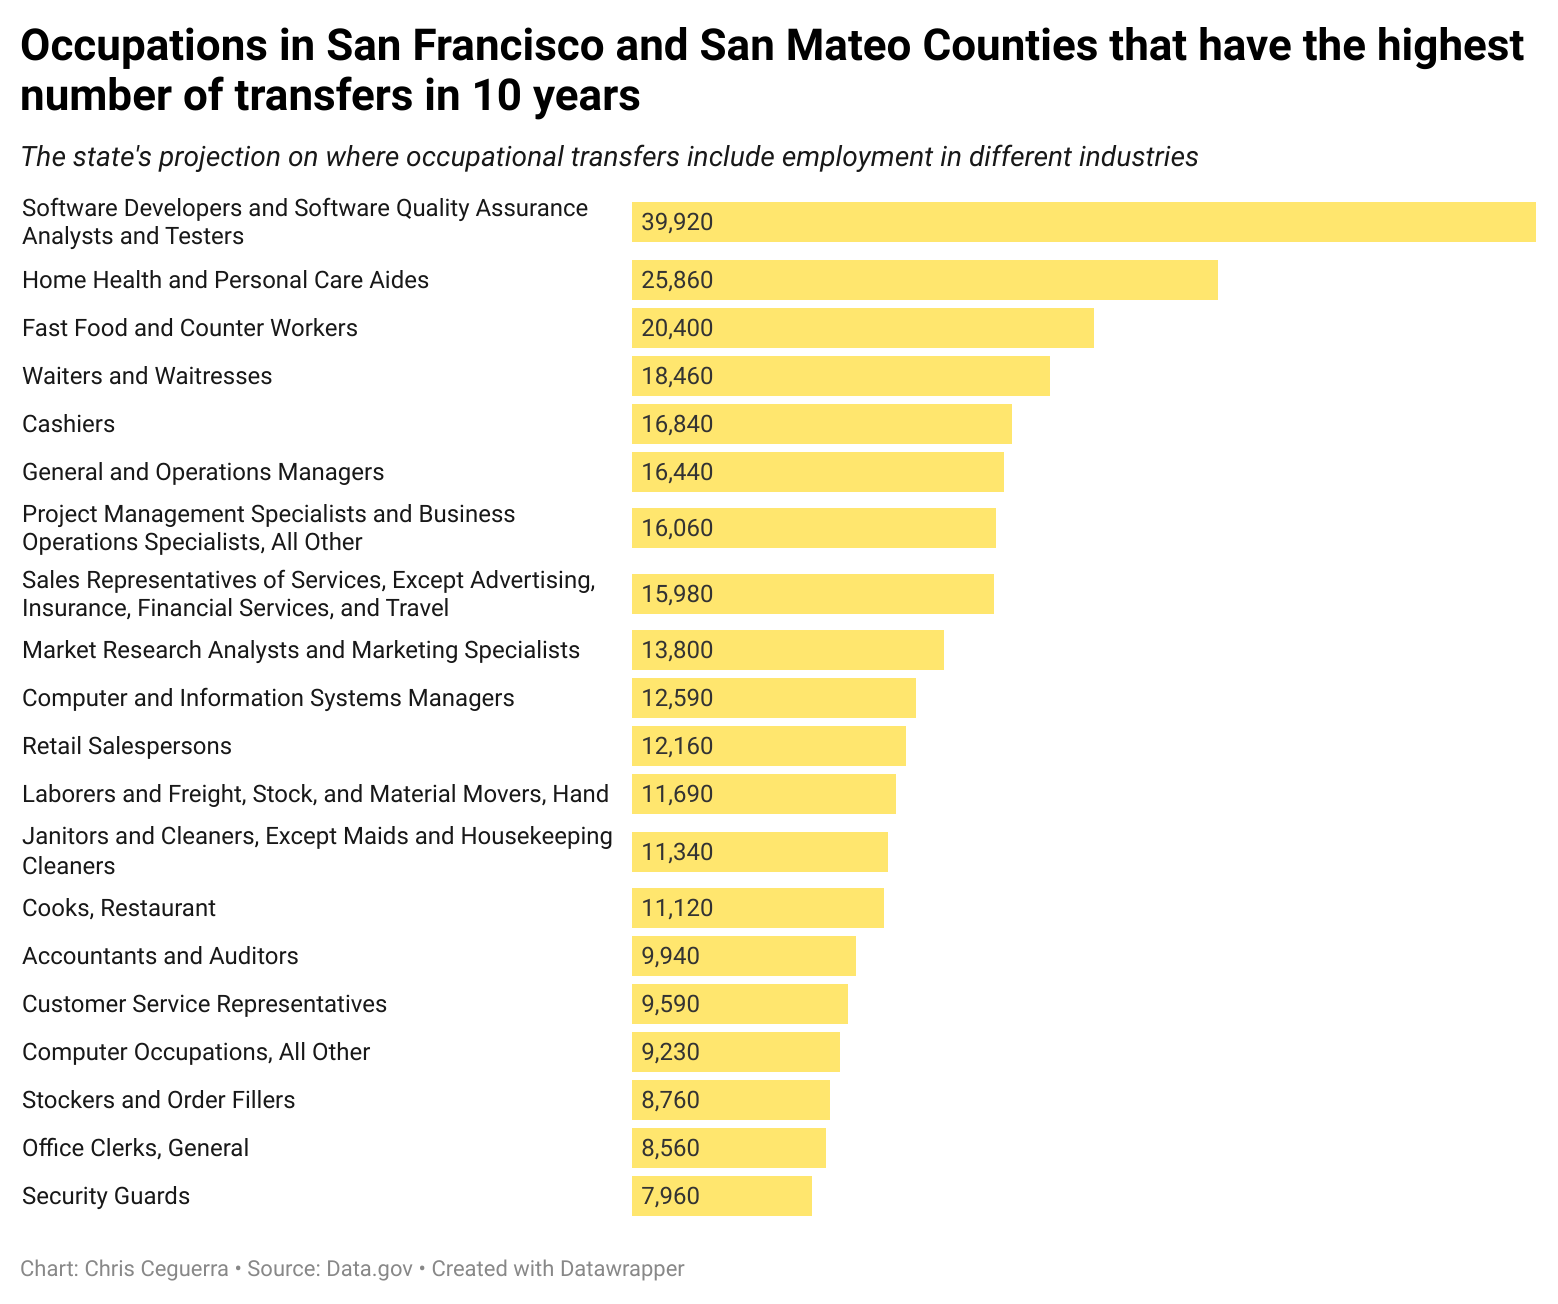 Occupations in San Francisco and San Mateo Counties that have the highest
number of transfers in 10 years
The state's projection on where occupational transfers include employment in different industries
Software Developers and Software Quality Assurance
Analysts and Testers
39,920
Home Health and Personal Care Aides
25,860
Fast Food and Counter Workers
20,400
Waiters and Waitresses
18,460
Cashiers
16,840
General and Operations Managers
16,440
Project Management Specialists and Business
Operations Specialists, All Other
16,060
Sales Representatives of Services, Except Advertising,
Insurance, Financial Services, and Travel
15,980
Market Research Analysts and Marketing Specialists
13,800
Computer and Information Systems Managers
12,590
Retail Salespersons
12,160
Laborers and Freight, Stock, and Material Movers, Hand
11,690
Janitors and Cleaners, Except Maids and Housekeeping
Cleaners
11,340
Cooks, Restaurant
11,120
Accountants and Auditors
9,940
Customer Service Representatives
9,590
Computer Occupations, All Other
9,230
Stockers and Order Fillers
8,760
Office Clerks, General
8,560
Security Guards
7,960
Chart: Chris Ceguerra • Source: Data.gov • Created with Datawrapper